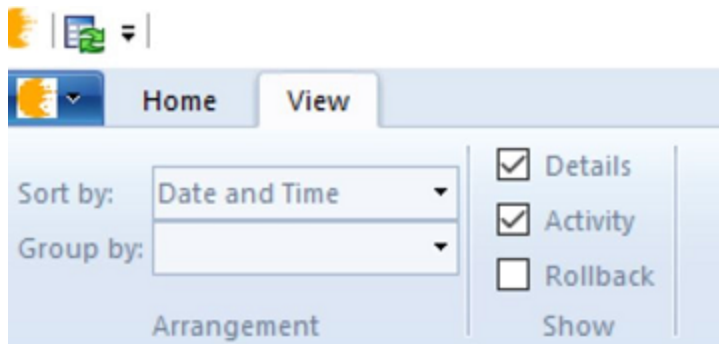 Home View
Sort by: Date and Time
Group by:
Arrangement
Details
Activity
Rollback
Show